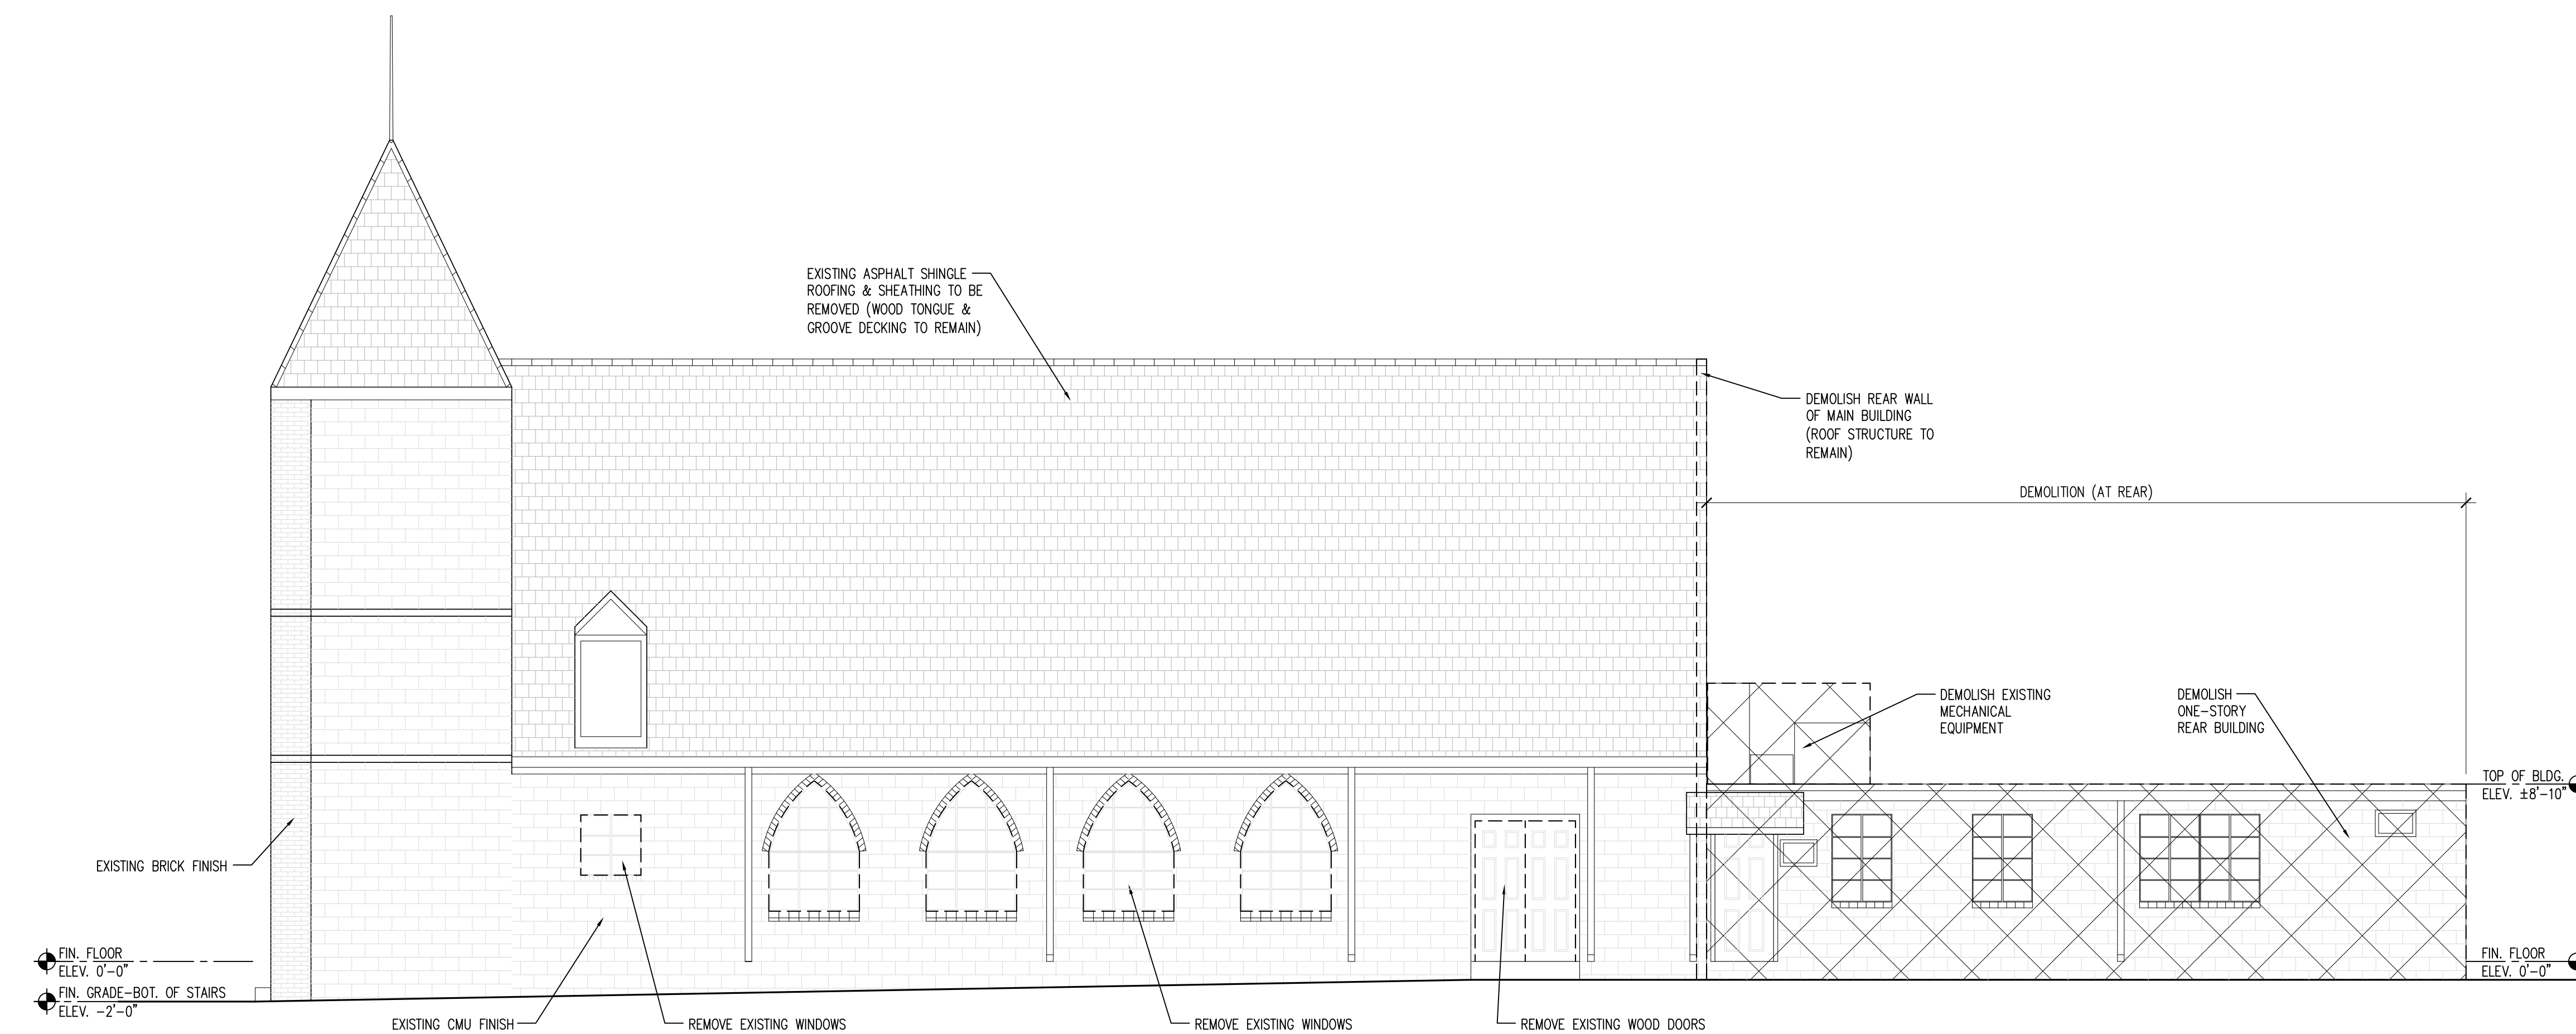 EXISTING ASPHALT SHINGLE
ROOFING & SHEATHING TO BE
REMOVED (WOOD TONGUE &
GROOVE DECKING TO REMAIN)
DEMOLISH REAR WALL
OF MAIN BUILDING
(ROOF STRUCTURE TO
REMAIN)
DEMOLITION (AT REAR)
DEMOLISH EXISTING
MECHANICAL
EQUIPMENT
DEMOLISH
ONE-STORY
REAR BUILDING
TOP OF BLDG.
ELEV. ±8'-10"
EXISTING BRICK FINISH
FIN. FLOOR
ELEV. 0'-0"
FIN. GRADE-BOT. OF STAIRS
ELEV. -2'-0"
FIN. FLOOR
ELEV. 0'-0"
EXISTING CMU FINISH
REMOVE EXISTING WINDOWS
REMOVE EXISTING WINDOWS
REMOVE EXISTING WOOD DOORS